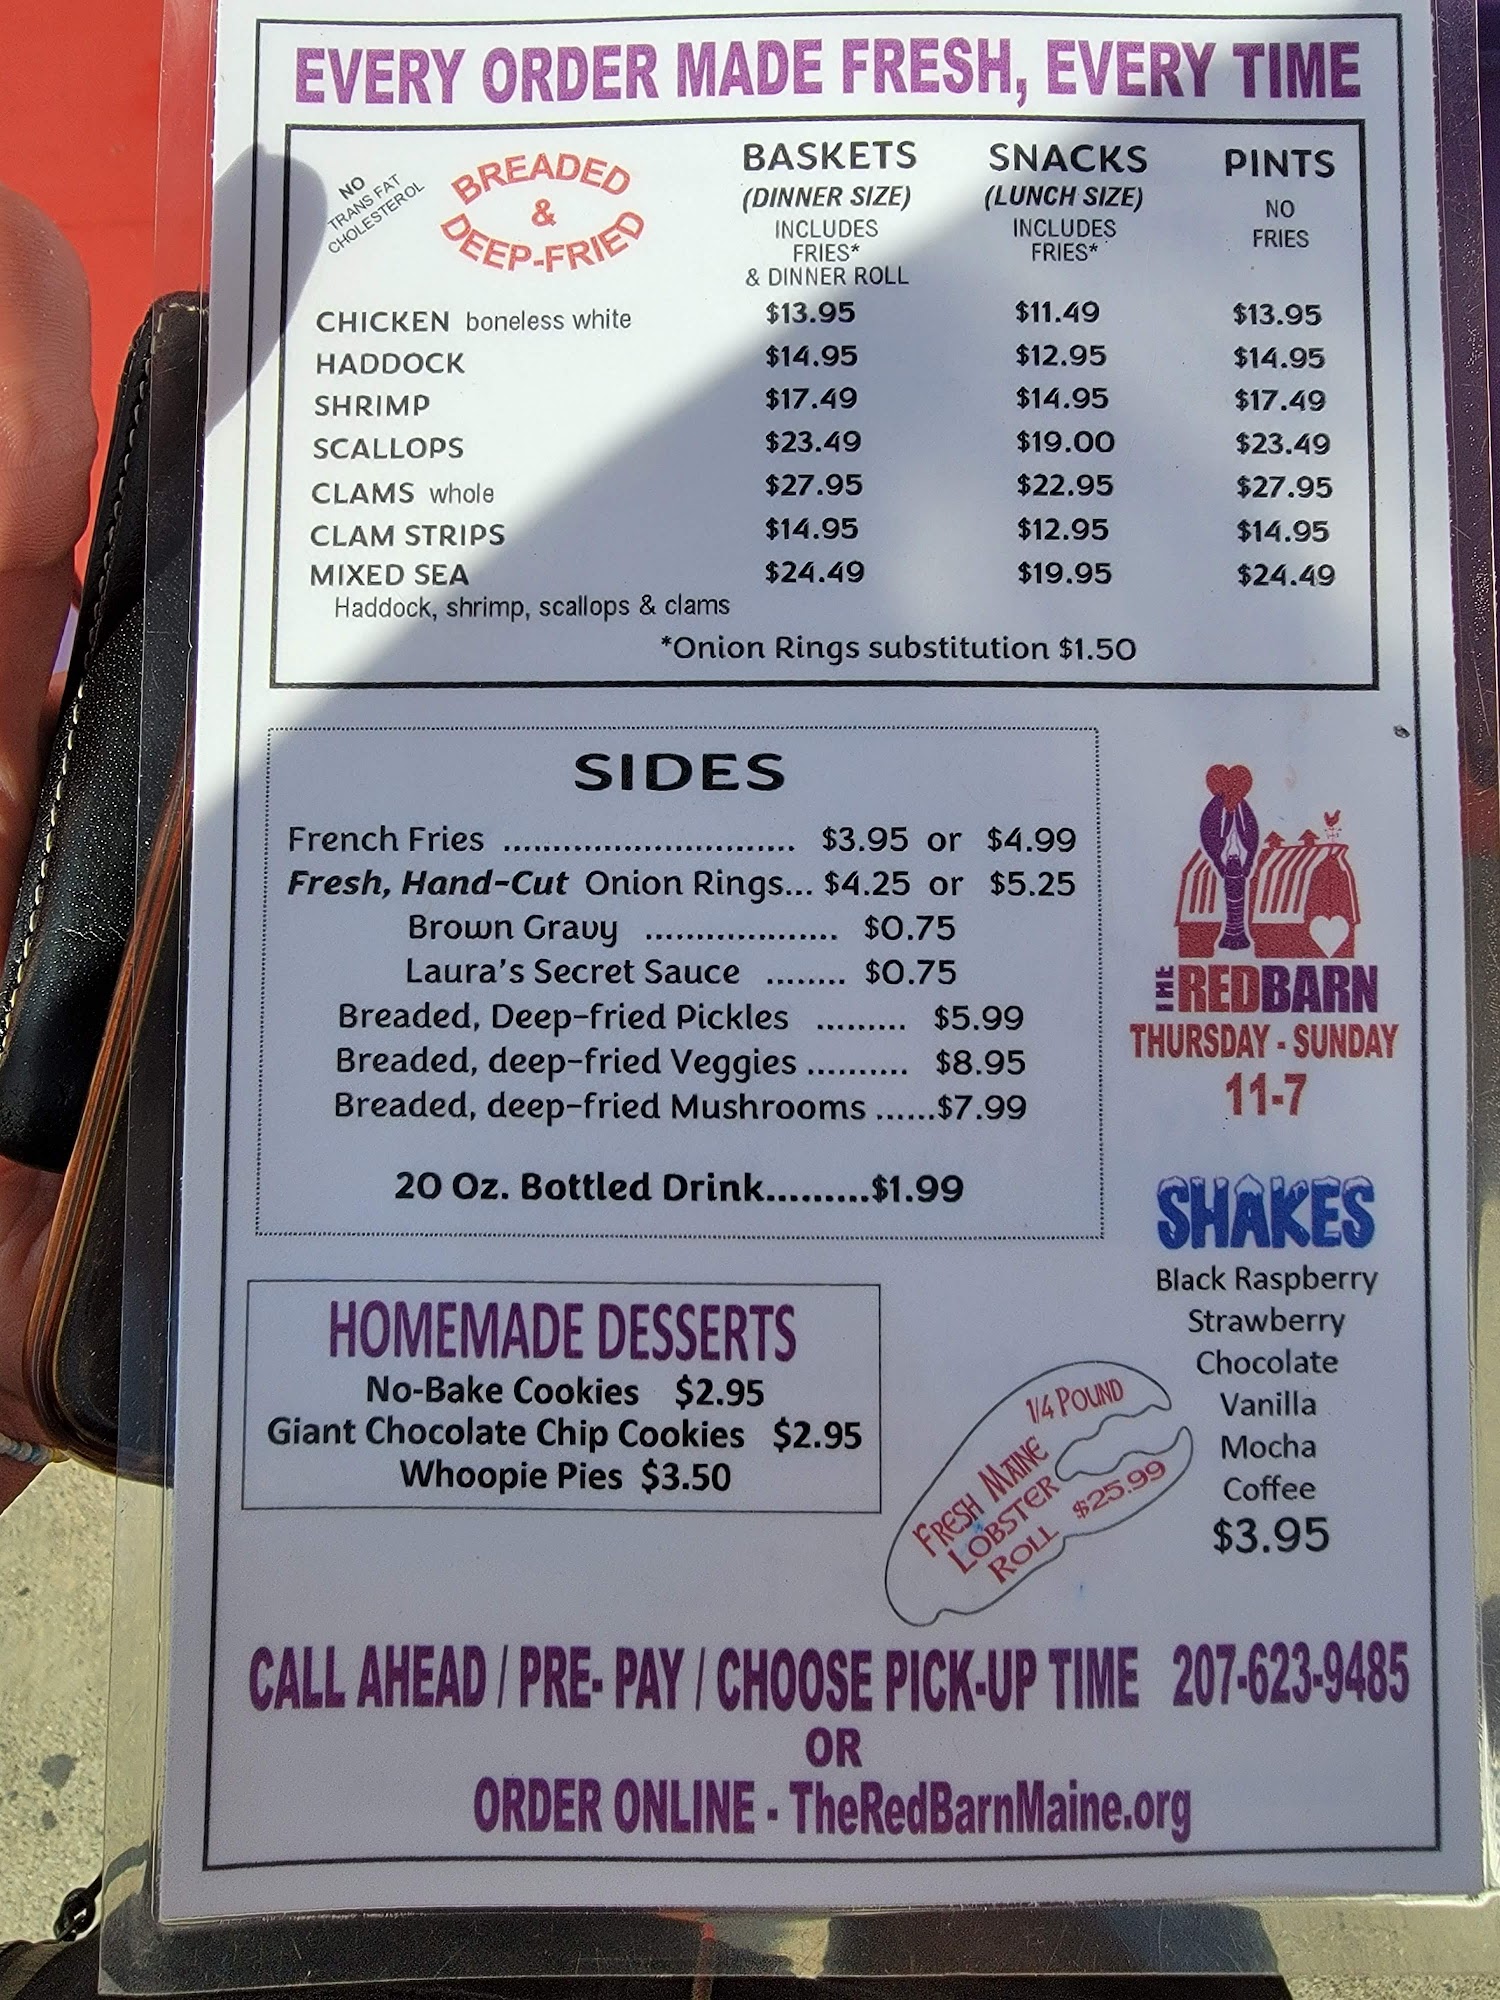 EVERY ORDER MADE FRESH, EVERY TIME
NO
TRANS FAT
CHOLESTEROL
BREADED
&
DEEP-FRIED
BASKETS
(DINNER SIZE)
INCLUDES
FRIES*
& DINNER ROLL
SNACKS
(LUNCH SIZE)
INCLUDES
FRIES*
PINTS
NO
FRIES
CHICKEN boneless white $13.95 $11.49 $13.95
HADDOCK $14.95 $12.95 $14.95
SHRIMP $17.49 $14.95 $17.49
SCALLOPS $23.49 $19.00 $23.49
CLAMS whole $27.95 $22.95 $27.95
CLAM STRIPS $14.95 $12.95 $14.95
MIXED SEA $24.49 $19.95 $24.49
Haddock, shrimp, scallops & clams
*Onion Rings substitution $1.50
SIDES
French Fries ............................. $3.95 or $4.99
Fresh, Hand-Cut Onion Rings... $4.25 or $5.25
Brown Gravy ................... $0.75
Laura's Secret Sauce ........ $0.75
Breaded, Deep-fried Pickles ......... $5.99
Breaded, deep-fried Veggies .......... $8.95
Breaded, deep-fried Mushrooms ......$7.99
20 Oz. Bottled Drink.........$1.99
THE REDBARN
THURSDAY - SUNDAY
11-7
SHAKES
Black Raspberry
Strawberry
Chocolate
Vanilla
Mocha
Coffee
$3.95
HOMEMADE DESSERTS
No-Bake Cookies $2.95
Giant Chocolate Chip Cookies $2.95
Whoopie Pies $3.50
1/4 POUND
FRESH MAINE
LOBSTER
ROLL $25.99
CALL AHEAD / PRE- PAY / CHOOSE PICK-UP TIME 207-623-9485
OR
ORDER ONLINE - TheRedBarnMaine.org